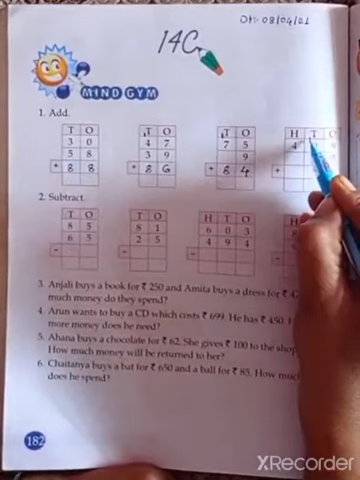 Dt: 08/04/21
14C
MIND GYM
1. Add.
T O T O T O H T O
3 0 4 7 7 5 4 9
5 8 3 9 9
+ 8 8 + 8 6 + 8 4 +
2. Subtract.
T O T O H T O H
8 5 8 1 6 0 3
6 5 2 5 4 9 4
− − − −
3. Anjali buys a book for ₹ 250 and Amita buys a dress for ₹
much money do they spend?
4. Arun wants to buy a CD which costs ₹ 699. He has ₹ 450.
more money does he need?
5. Ahana buys a chocolate for ₹ 62. She gives ₹ 100 to the
How much money will be returned to her?
6. Chaitanya buys a bat for ₹ 650 and a ball for ₹ 85. How
does he spend?
182
XRecorder